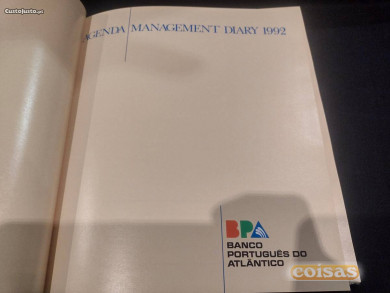 CustoJusto.pt
AGENDA MANAGEMENT DIARY 1992
BPA
BANCO
PORTUGUÊS DO
ATLÂNTICO
coisas